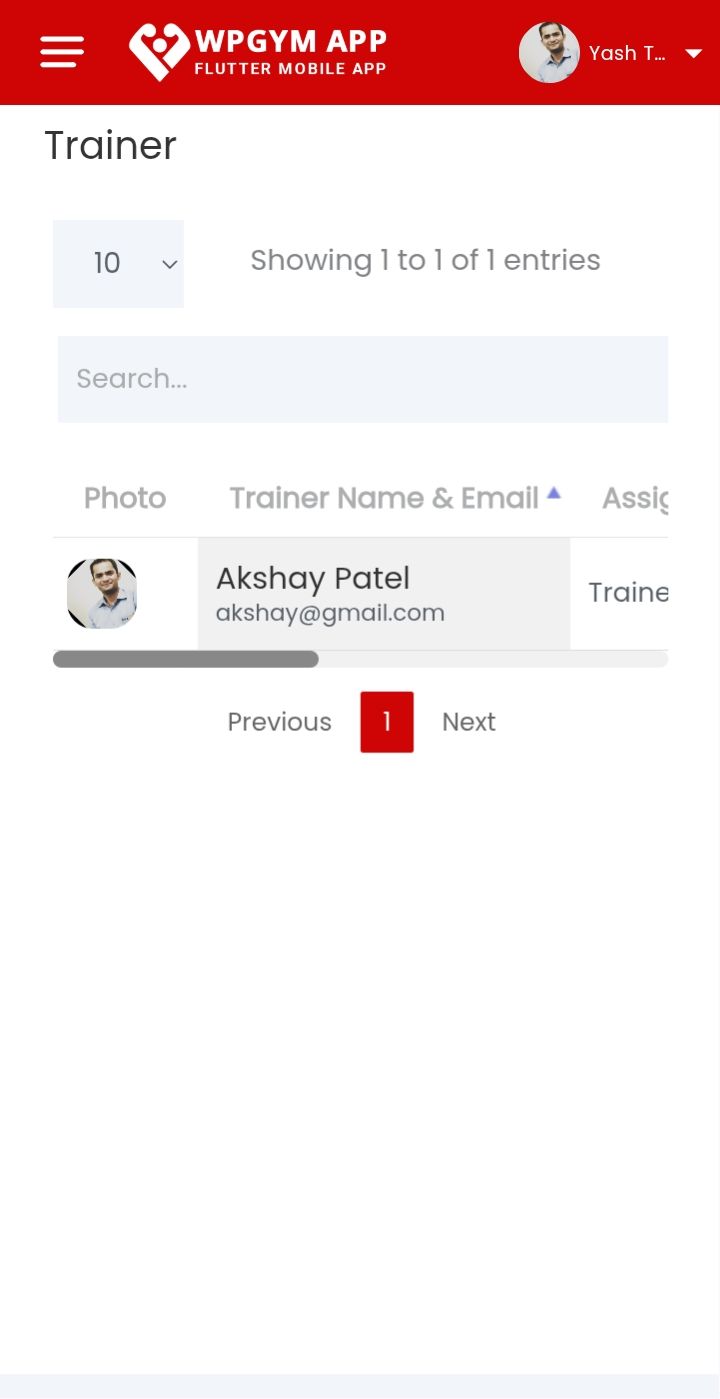 WPGYM APP
FLUTTER MOBILE APP
Yash T...
Trainer
10
Showing 1 to 1 of 1 entries
Search...
Photo Trainer Name & Email Assig
Akshay Patel
akshay@gmail.com
Traine
Previous 1 Next